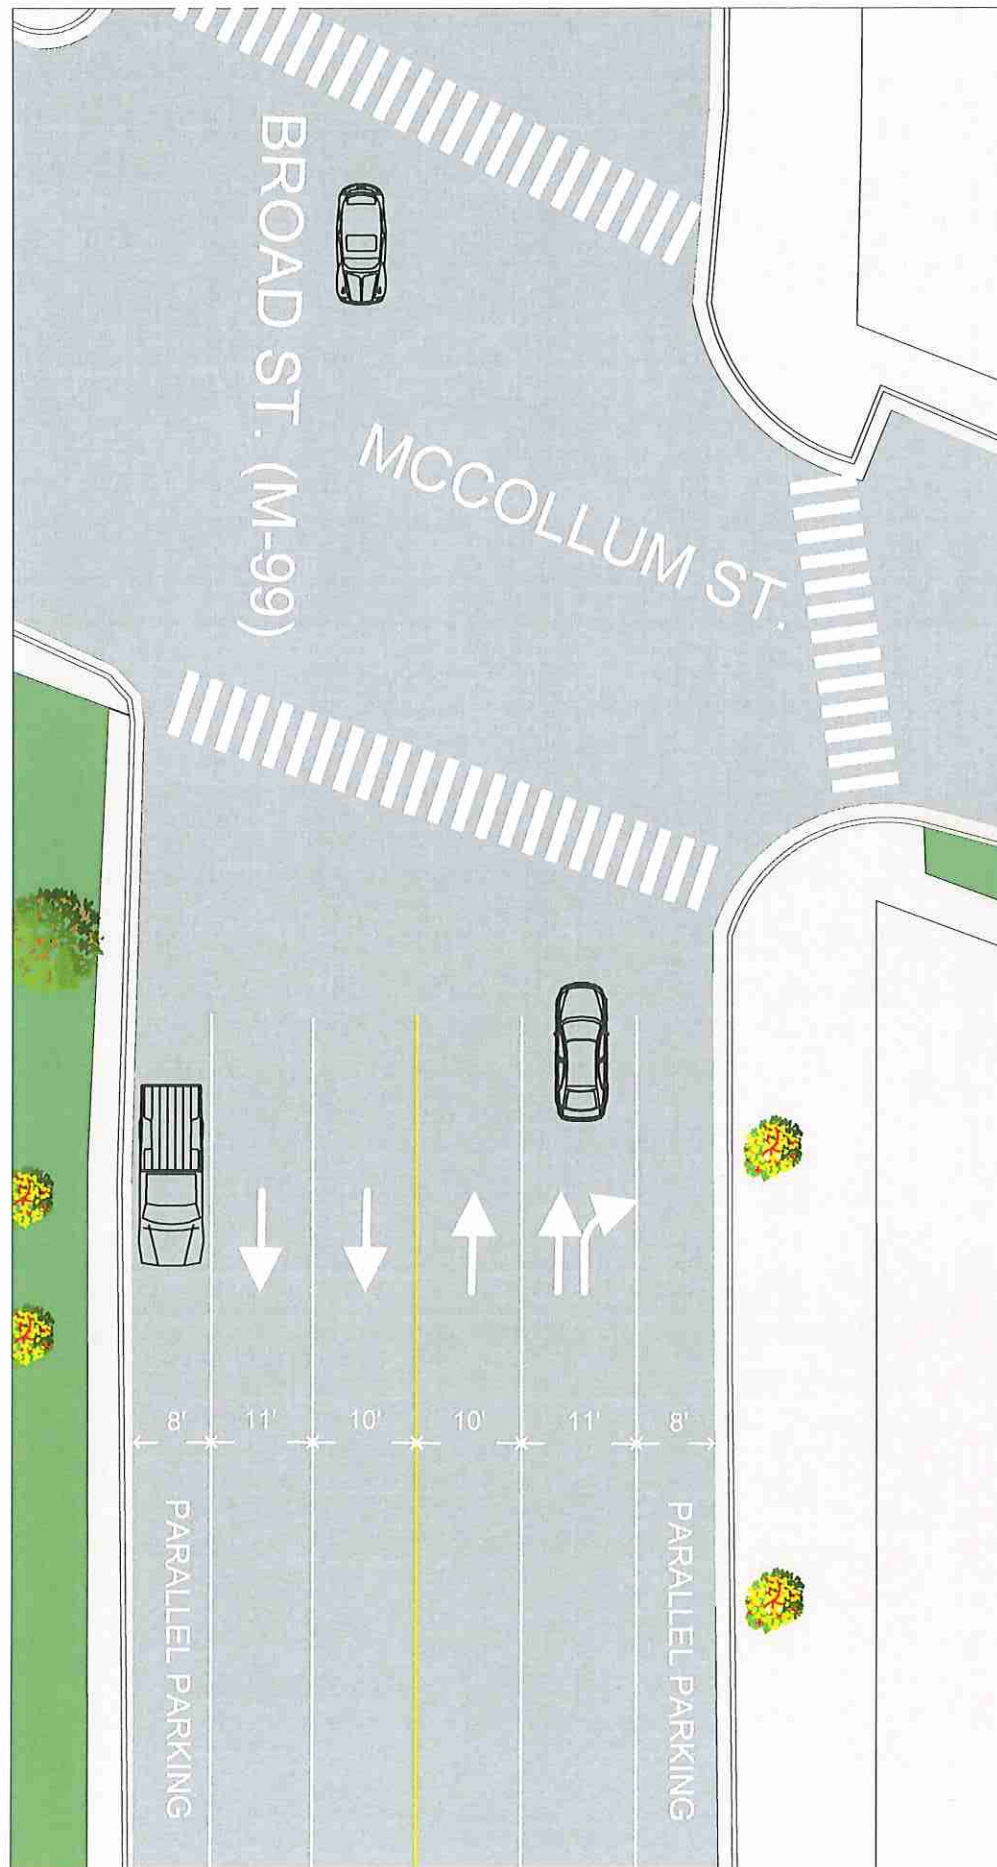 BROAD ST. (M-99)
MCCOLLUM ST.
8'
11'
10'
10'
11'
8'
PARALLEL PARKING
PARALLEL PARKING